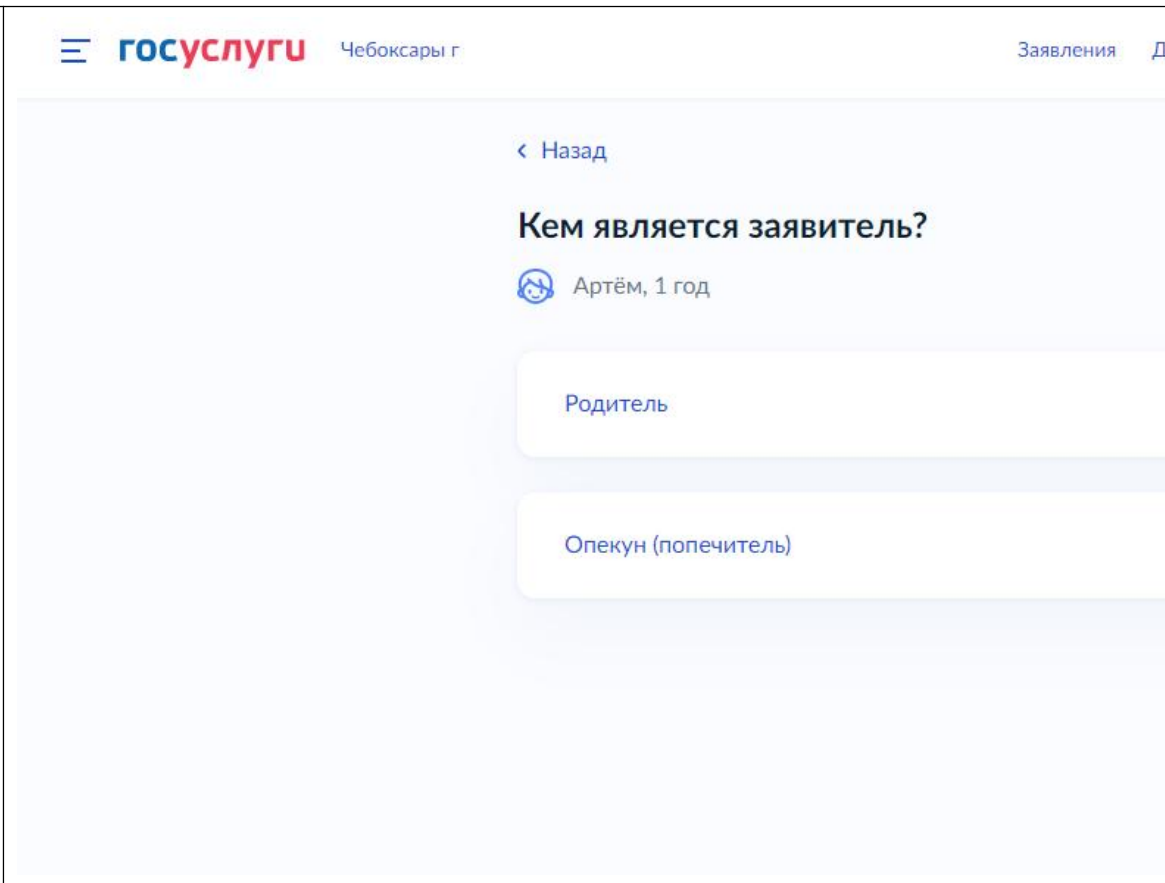 госуслуги Чебоксары г Заявления Д
Назад
Кем является заявитель?
Артём, 1 год
Родитель
Опекун (попечитель)